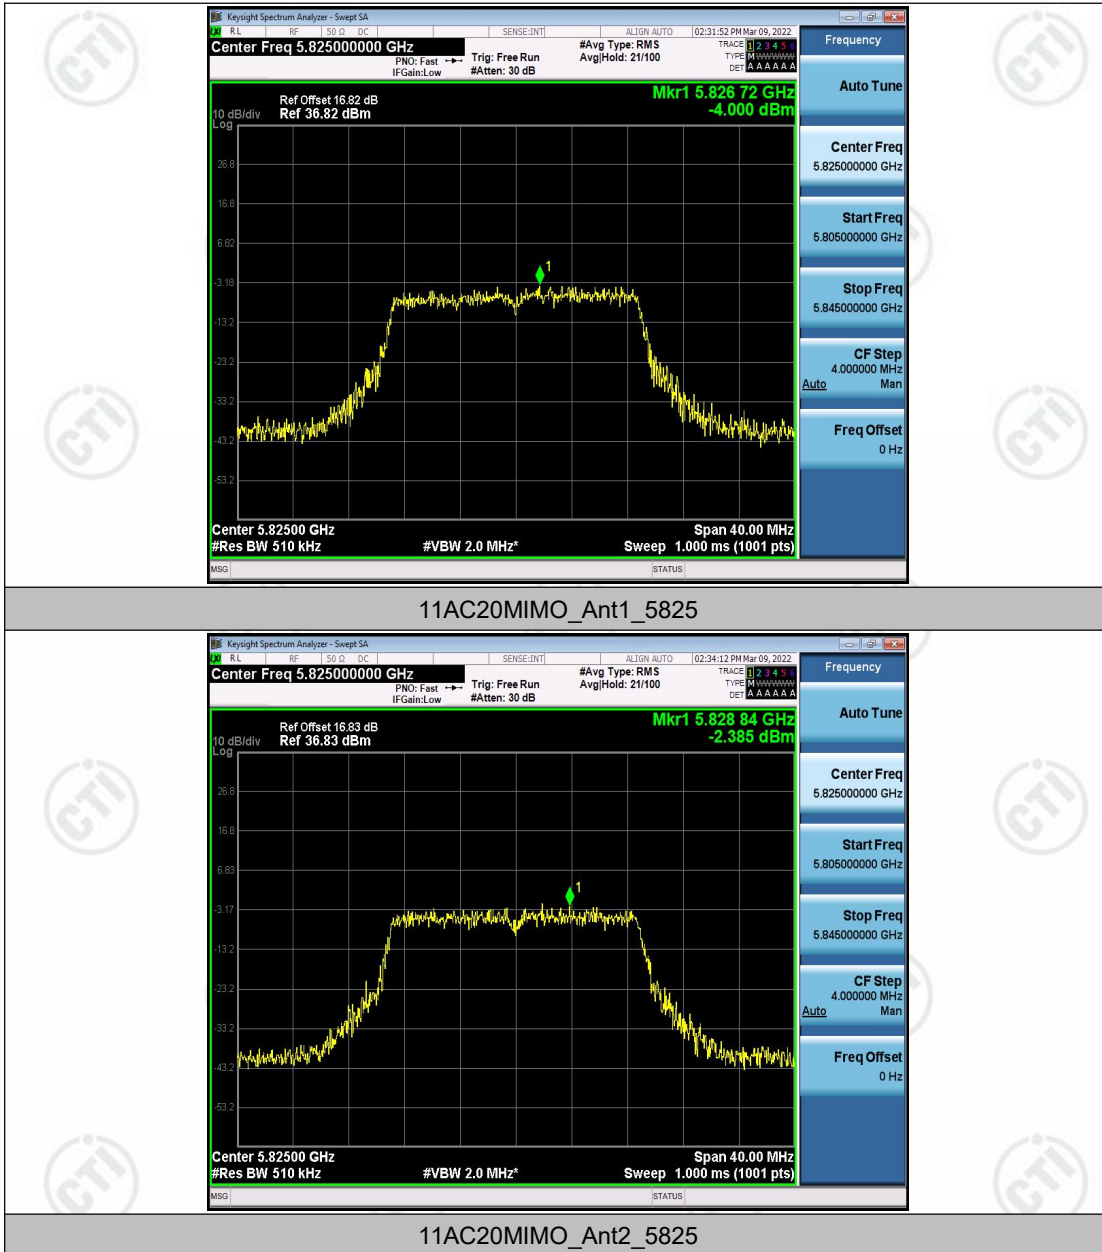 Keysight Spectrum Analyzer - Swept SA
LXI RL RF 50 Ω DC SENSE:INT ALIGN AUTO 02:31:52 PM Mar 09, 2022
Center Freq 5.825000000 GHz
PNO: Fast
IFGain:Low
Trig: Free Run
#Atten: 30 dB
#Avg Type: RMS
Avg|Hold: 21/100
TRACE 1 2 3 4 5 6
TYPE M WWWWW
DET A A A A A A
Frequency
Mkr1 5.826 72 GHz
-4.000 dBm
Ref Offset 16.82 dB
10 dB/div Ref 36.82 dBm
Log
26.8
16.8
6.82
-3.18
-13.2
-23.2
-33.2
-43.2
-53.2
1
Center 5.82500 GHz Span 40.00 MHz
#Res BW 510 kHz #VBW 2.0 MHz* Sweep 1.000 ms (1001 pts)
MSG STATUS
Auto Tune
Center Freq
5.825000000 GHz
Start Freq
5.805000000 GHz
Stop Freq
5.845000000 GHz
CF Step
4.000000 MHz
Auto Man
Freq Offset
0 Hz
11AC20MIMO_Ant1_5825
Keysight Spectrum Analyzer - Swept SA
LXI RL RF 50 Ω DC SENSE:INT ALIGN AUTO 02:34:12 PM Mar 09, 2022
Center Freq 5.825000000 GHz
PNO: Fast
IFGain:Low
Trig: Free Run
#Atten: 30 dB
#Avg Type: RMS
Avg|Hold: 21/100
TRACE 1 2 3 4 5 6
TYPE M WWWWW
DET A A A A A A
Frequency
Mkr1 5.828 84 GHz
-2.385 dBm
Ref Offset 16.83 dB
10 dB/div Ref 36.83 dBm
Log
26.8
16.8
6.83
-3.17
-13.2
-23.2
-33.2
-43.2
-53.2
1
Center 5.82500 GHz Span 40.00 MHz
#Res BW 510 kHz #VBW 2.0 MHz* Sweep 1.000 ms (1001 pts)
MSG STATUS
Auto Tune
Center Freq
5.825000000 GHz
Start Freq
5.805000000 GHz
Stop Freq
5.845000000 GHz
CF Step
4.000000 MHz
Auto Man
Freq Offset
0 Hz
11AC20MIMO_Ant2_5825
CTI
CTI
CTI
CTI
CTI
CTI
CTI
CTI